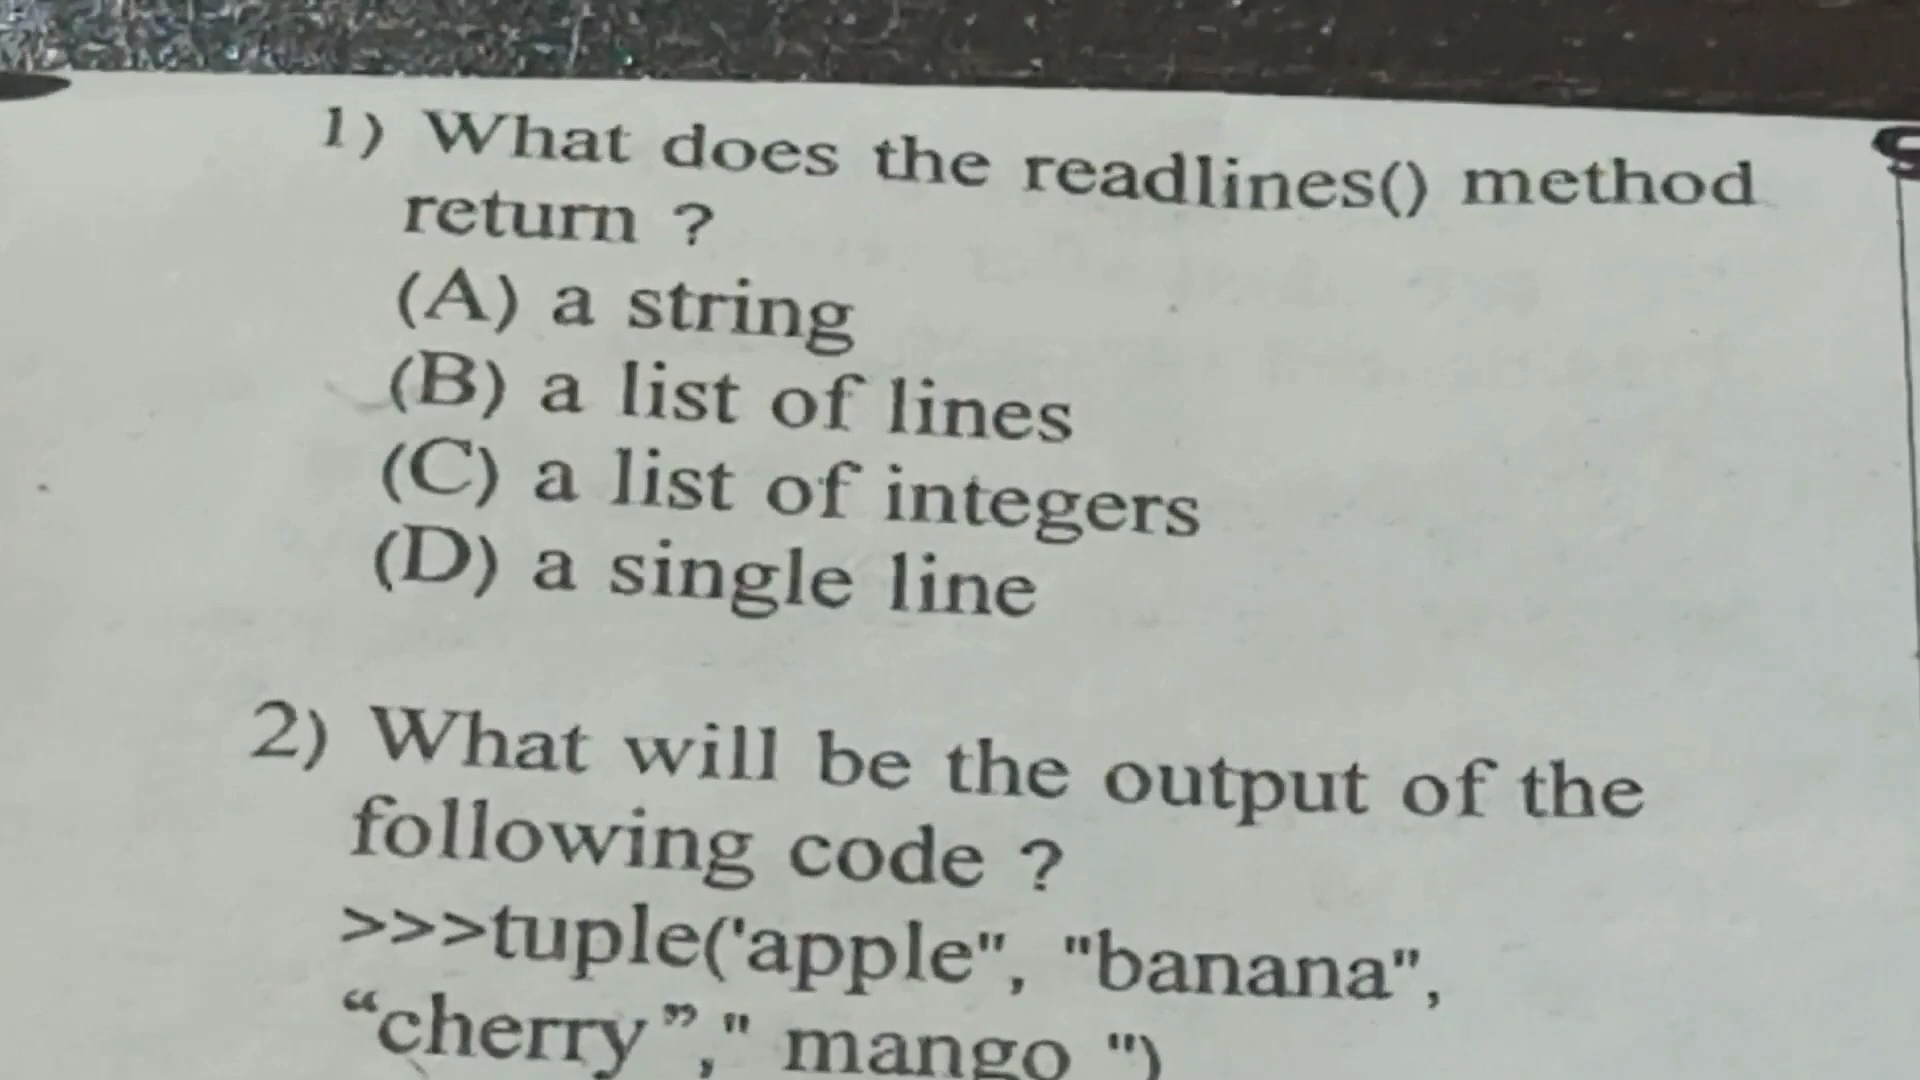 1) What does the readlines() method
return ?
(A) a string
(B) a list of lines
(C) a list of integers
(D) a single line
2) What will be the output of the
following code ?
>>>tuple('apple", "banana",
“cherry”," mango ")